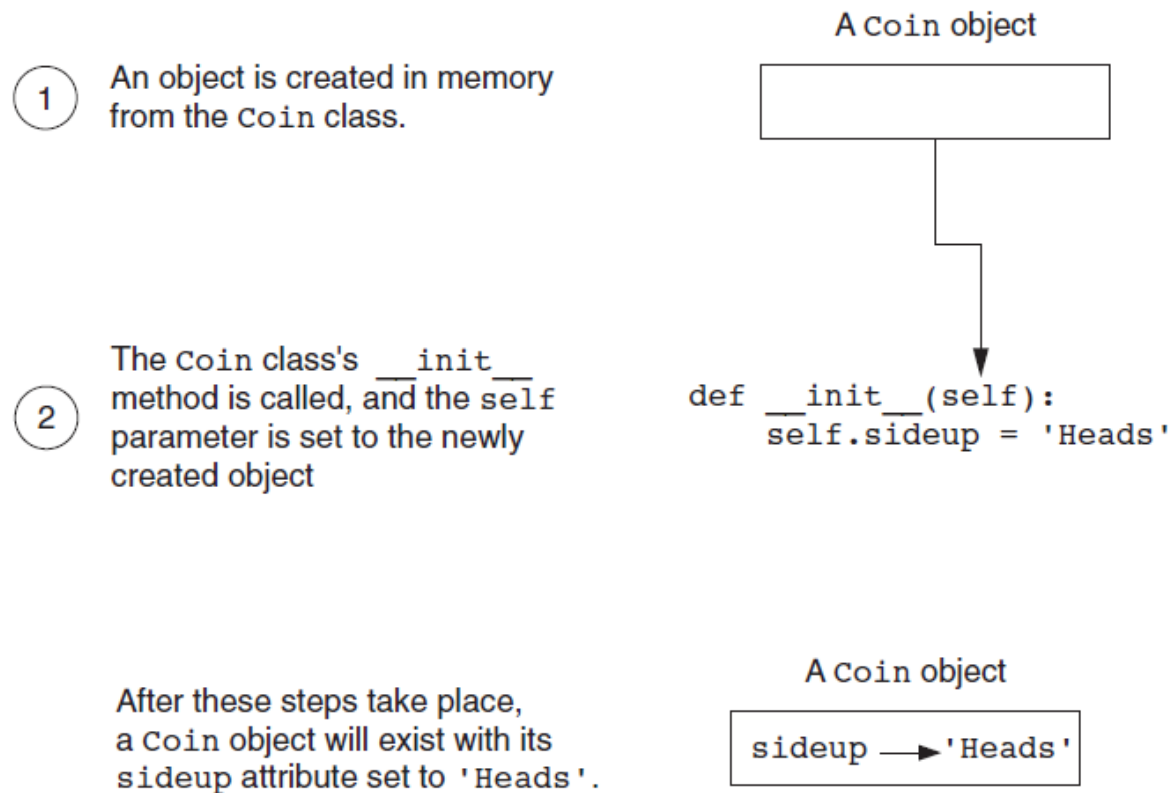 A Coin object
1
An object is created in memory
from the Coin class.
The Coin class's __init__
method is called, and the self
parameter is set to the newly
created object
2
def __init__(self):
self.sideup = 'Heads'
After these steps take place,
a Coin object will exist with its
sideup attribute set to 'Heads'.
A Coin object
sideup 'Heads'